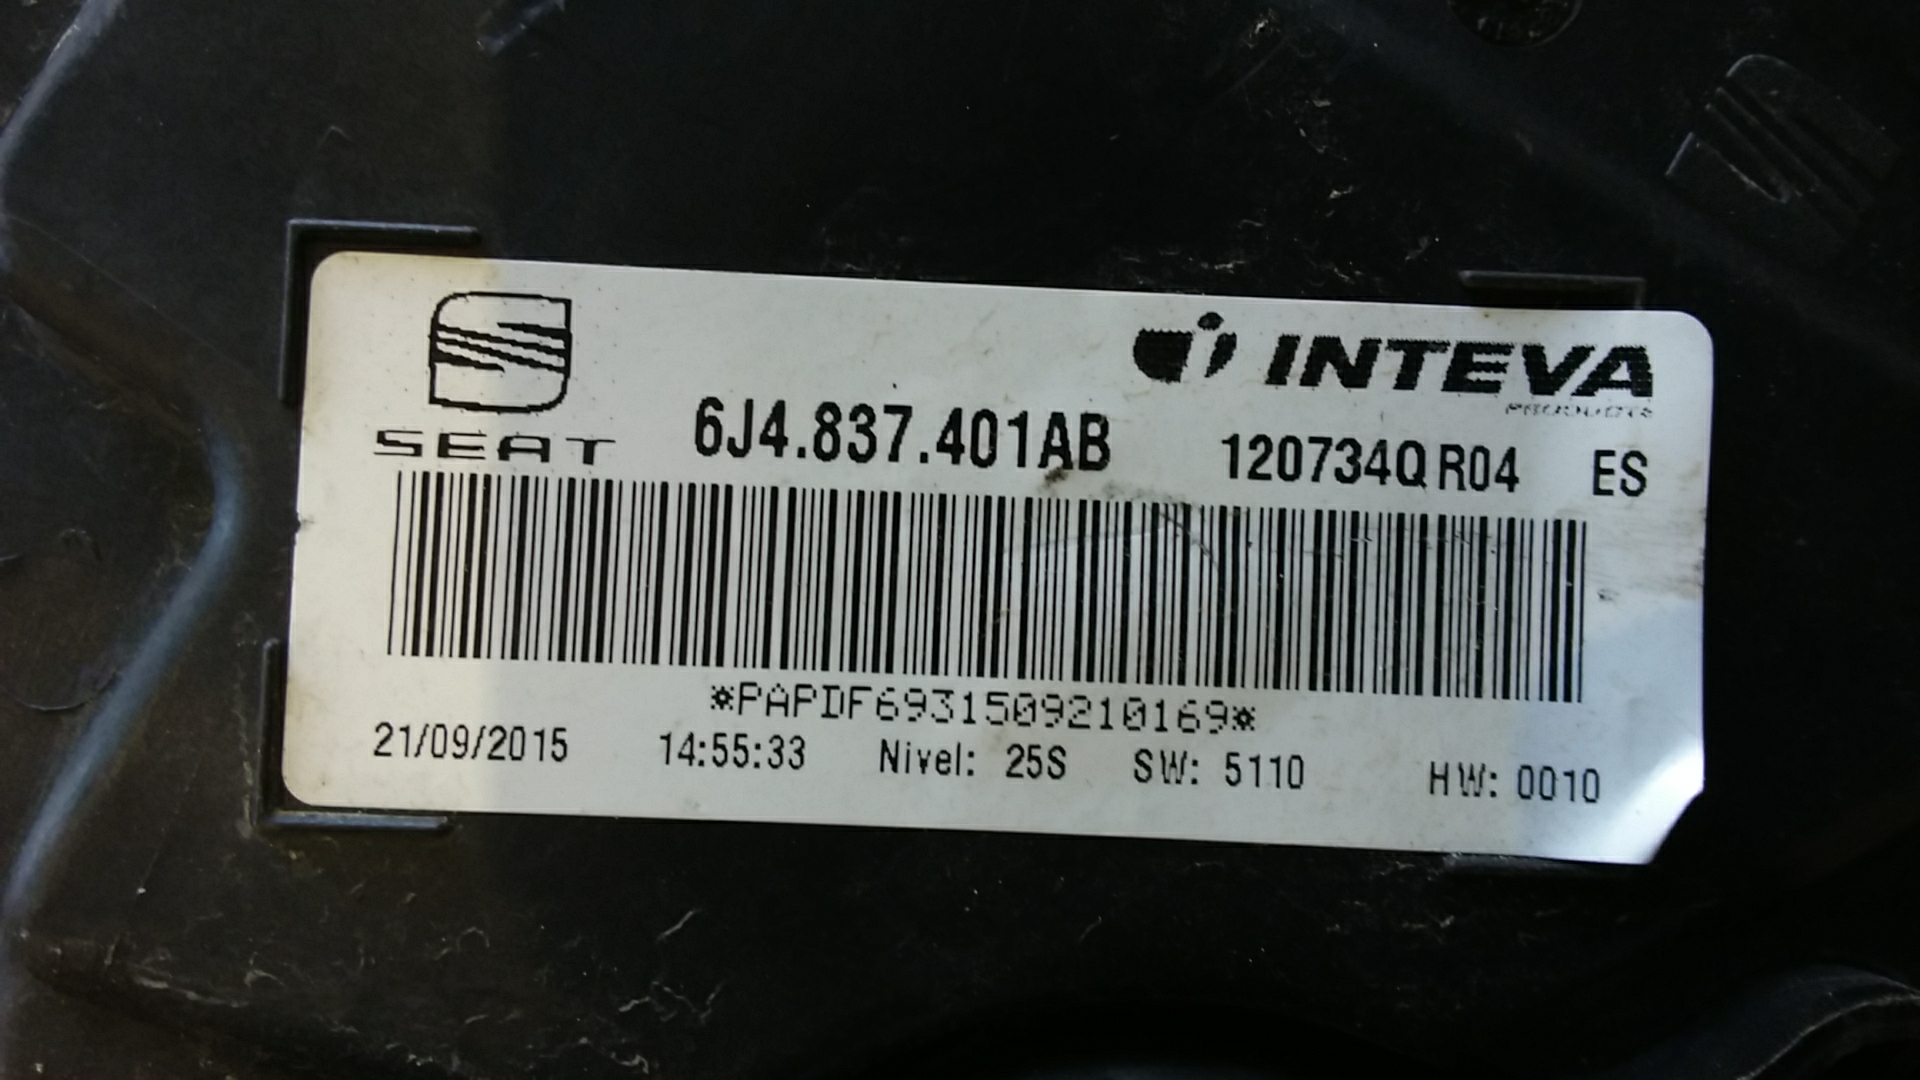 INTEVA
PRODUCTS
SEAT
6J4.837.401AB
120734Q R04 ES
*PAPDF6931509210169*
21/09/2015 14:55:33 Nivel: 25S SW: 5110 HW: 0010